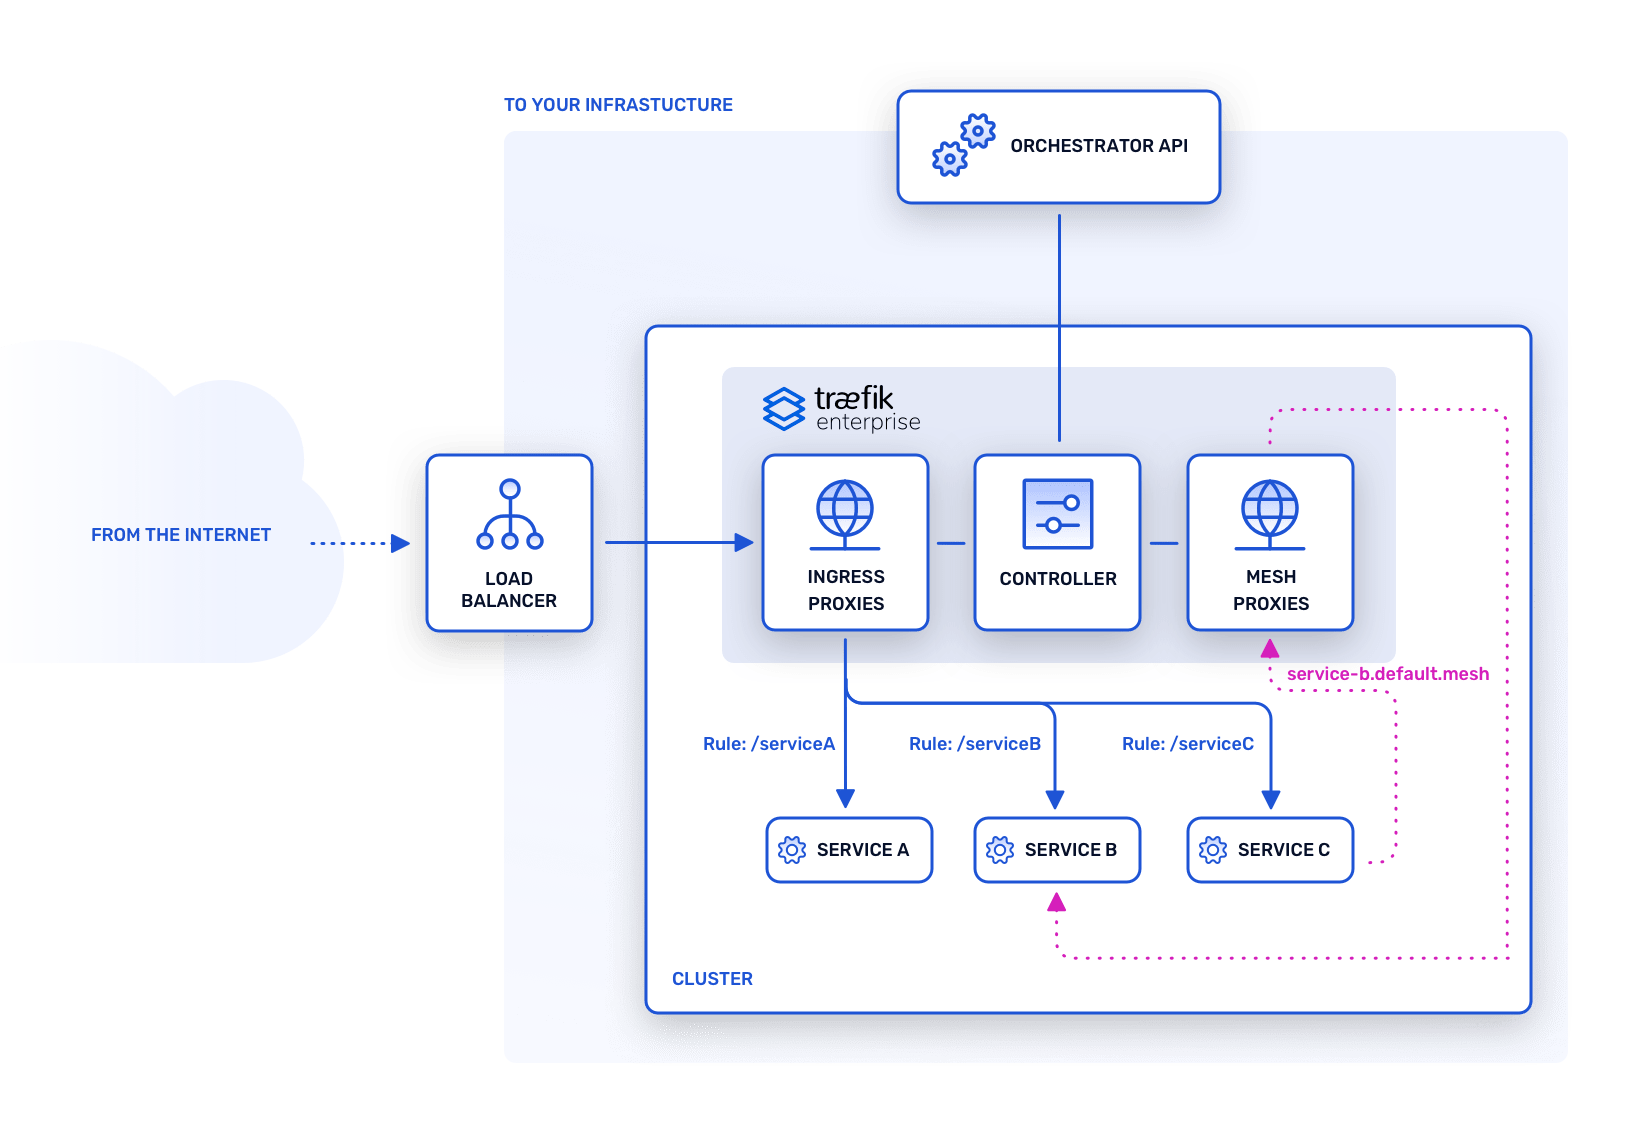 TO YOUR INFRASTUCTURE
ORCHESTRATOR API
træfik
enterprise
FROM THE INTERNET
LOAD
BALANCER
INGRESS
PROXIES
CONTROLLER
MESH
PROXIES
service-b.default.mesh
Rule: /serviceA
Rule: /serviceB
Rule: /serviceC
SERVICE A
SERVICE B
SERVICE C
CLUSTER